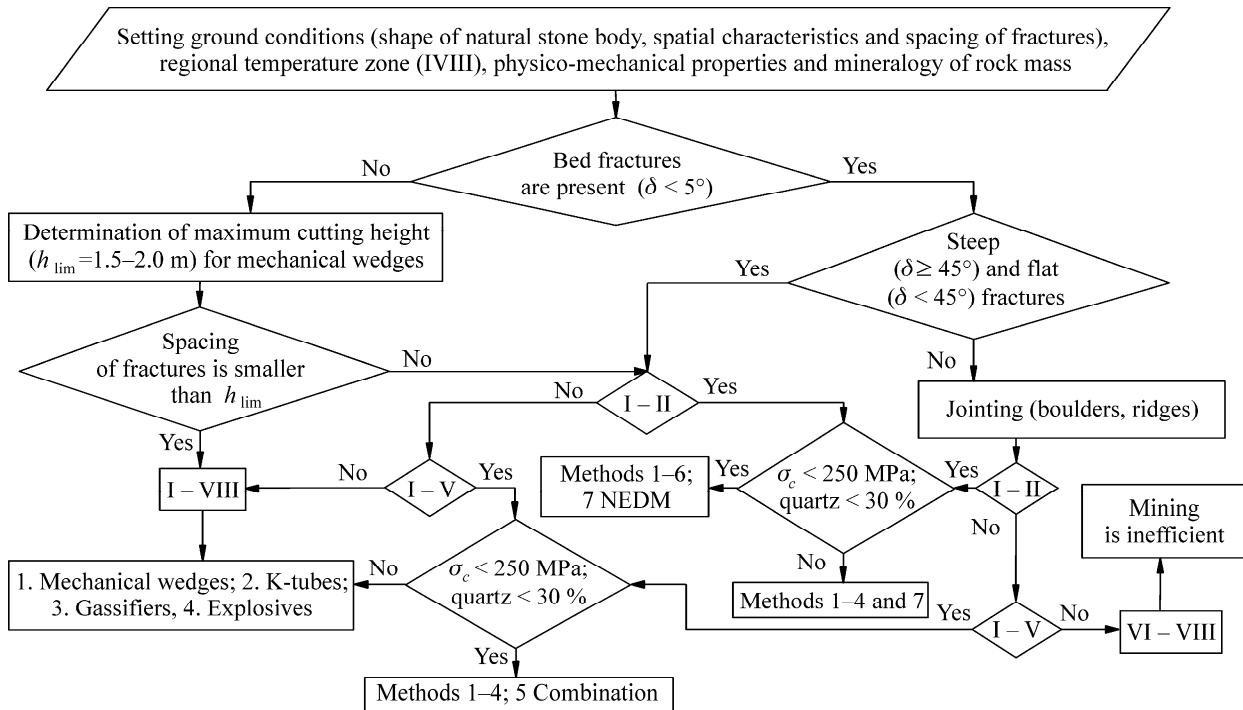 Setting ground conditions (shape of natural stone body, spatial characteristics and spacing of fractures),
regional temperature zone (IVIII), physico-mechanical properties and mineralogy of rock mass
Bed fractures
are present (δ < 5°)
No
Yes
Determination of maximum cutting height
(h lim =1.5–2.0 m) for mechanical wedges
Steep
(δ ≥ 45°) and flat
(δ < 45°) fractures
Yes
No
Spacing
of fractures is smaller
than h lim
No
Yes
I – II
No
Yes
Jointing (boulders, ridges)
I – VIII
No
I – V
Yes
Methods 1–6;
7 NEDM
Yes
σc < 250 MPa;
quartz < 30 %
Yes
I – II
No
Mining
is inefficient
No
Methods 1–4 and 7
1. Mechanical wedges; 2. K-tubes;
3. Gassifiers, 4. Explosives
No
σc < 250 MPa;
quartz < 30 %
Yes
I – V
No
VI – VIII
Yes
Methods 1–4; 5 Combination